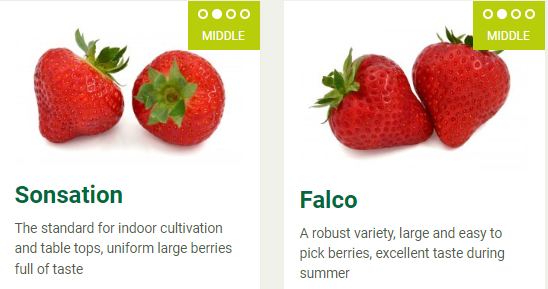 MIDDLE
Sonsation
The standard for indoor cultivation
and table tops, uniform large berries
full of taste
MIDDLE
Falco
A robust variety, large and easy to
pick berries, excellent taste during
summer